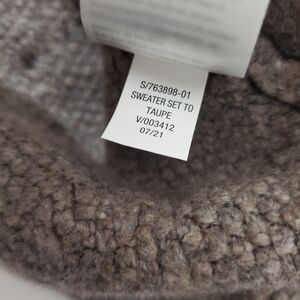 S/763898-01
SWEATER SET TO
TAUPE
V/003412
07/21